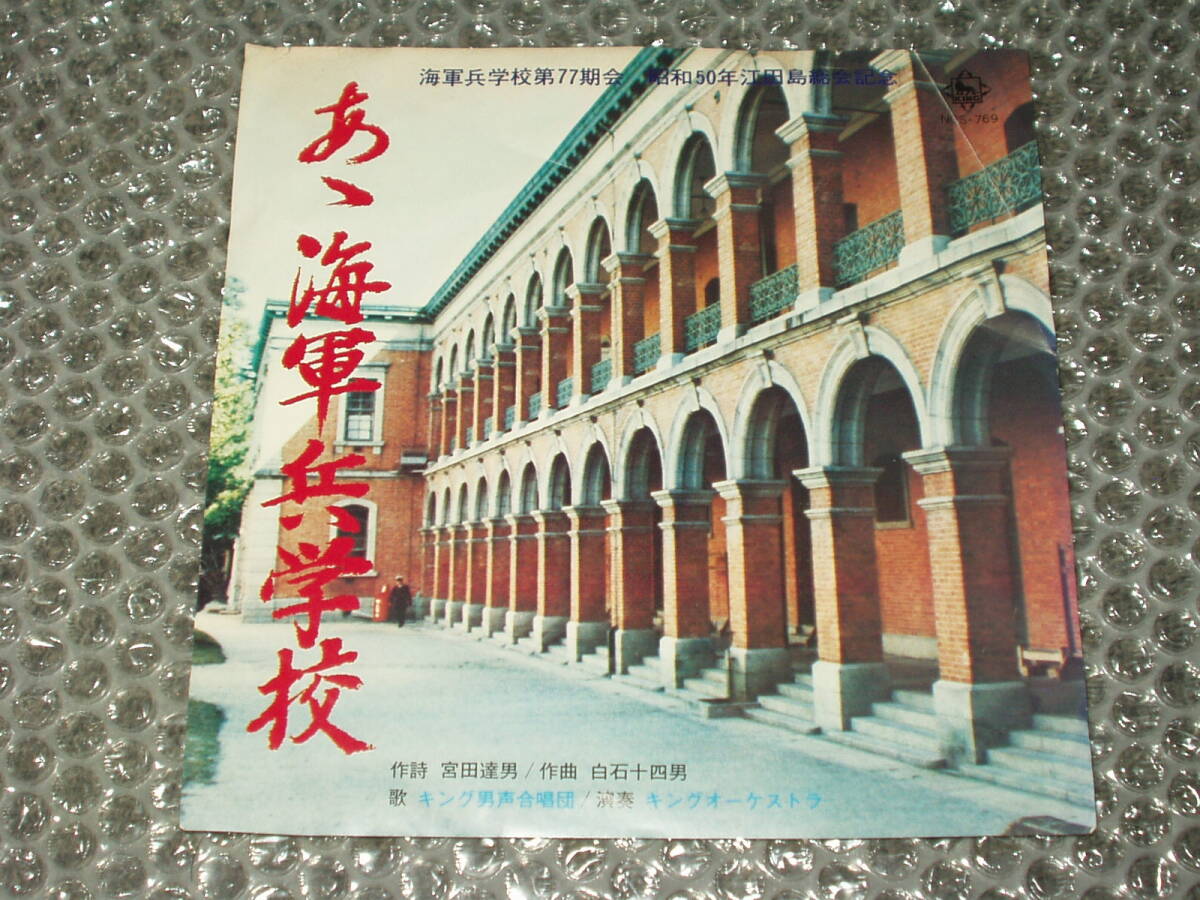 海軍兵学校第77期会 昭和50年江田島総会記念
KING
NCS-769
あゝ海軍兵学校
作詩 宮田達男/作曲 白石十四男
歌 キング男声合唱団/演奏 キングオーケストラ